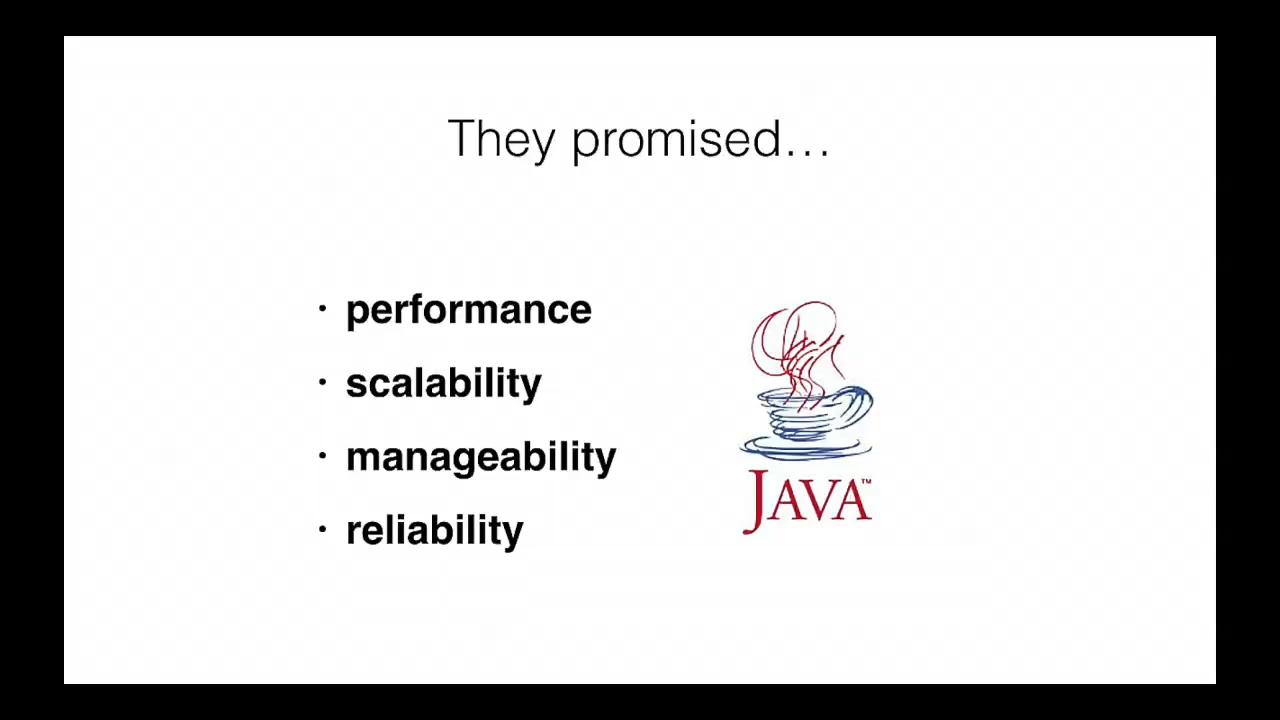 They promised…
· performance
· scalability
· manageability
· reliability
JAVA™